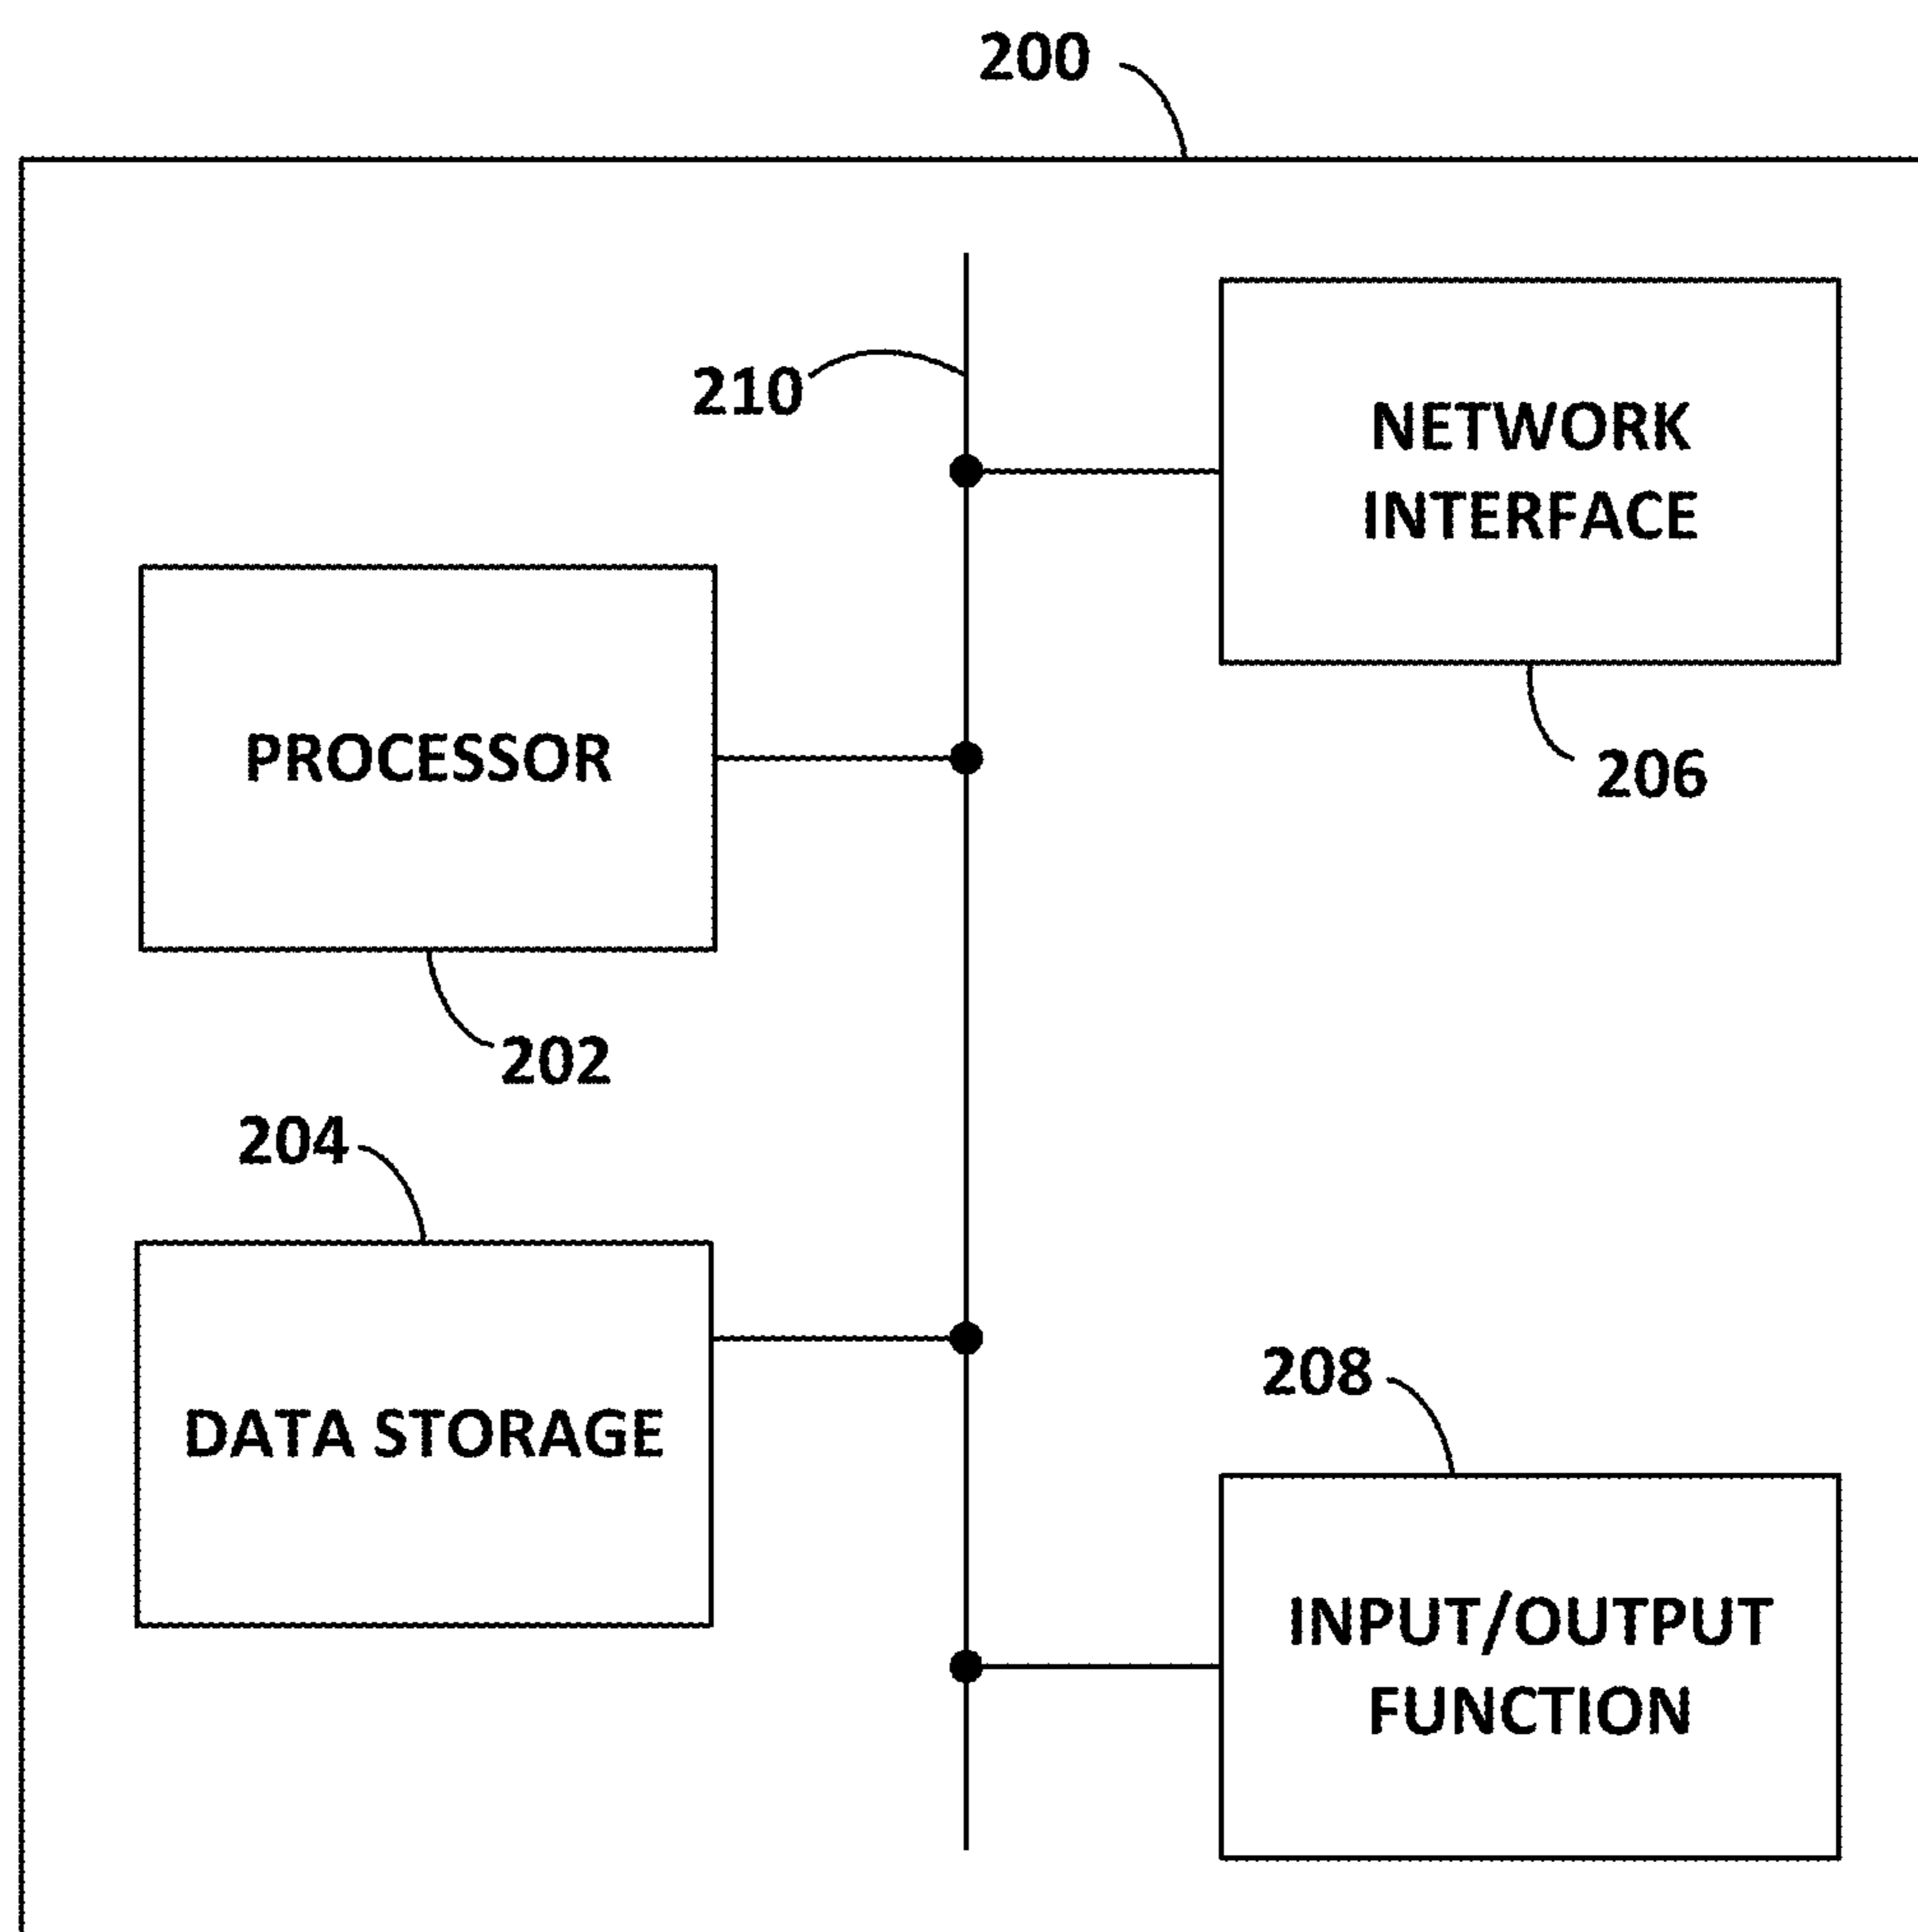 200
210
NETWORK
INTERFACE
PROCESSOR
206
202
204
208
DATA STORAGE
INPUT/OUTPUT
FUNCTION